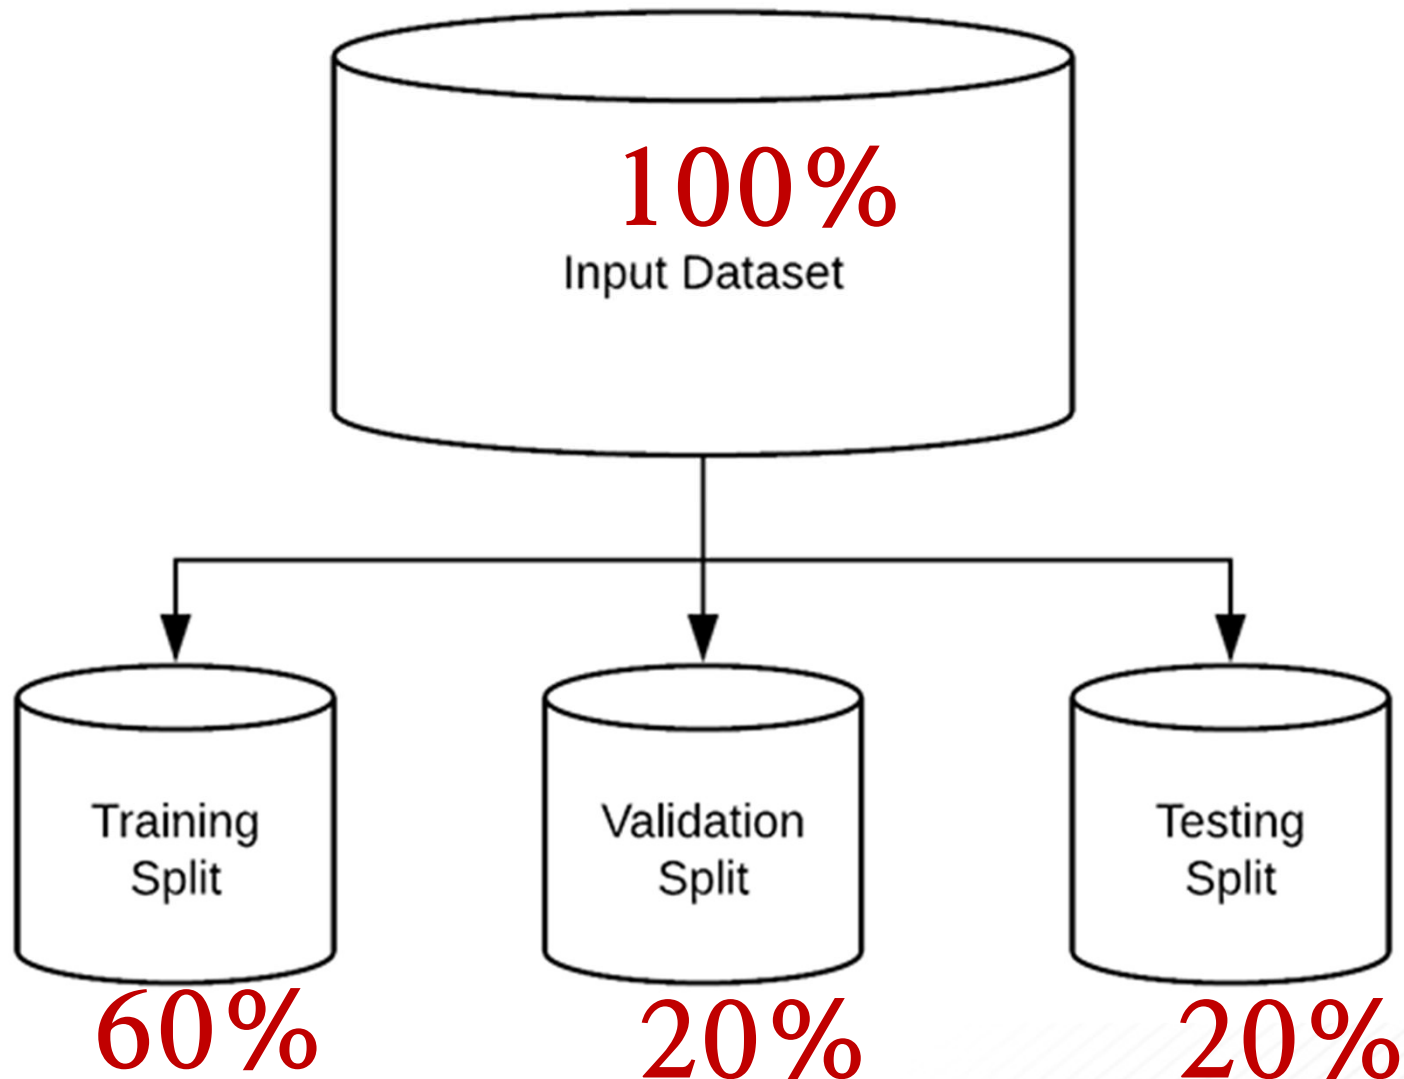 100%
Input Dataset
Training
Split
Validation
Split
Testing
Split
60%
20%
20%